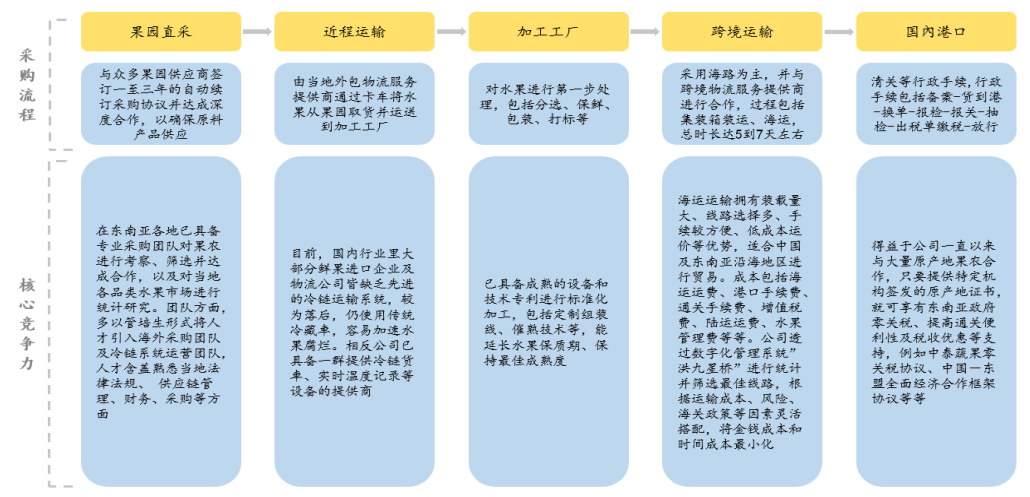 果园直采
近程运输
加工工厂
跨境运输
国内港口
采购流程
与众多果园供应商签
订一至三年的自动续
订采购协议并达成深
度合作，以确保原料
产品供应
由当地外包物流服务
提供商通过卡车将水
果从果园取货并运送
到加工工厂
对水果进行第一步处
理，包括分选、保鲜、
包装、打标等
采用海路为主，并与
跨境物流服务提供商
进行合作，过程包括
集装箱装运、海运，
总时长达5到7天左右
清关等行政手续,行政
手续包括备案-货到港
-换单-报检-报关-抽
检-出税单缴税-放行
核心竞争力
在东南亚各地已具备
专业采购团队对果农
进行考察、筛选并达
成合作，以及对当地
各品类水果市场进行
统计研究。团队方面，
多以管培生形式将人
才引入海外采购团队
及冷链系统运营团队，
人才含盖熟悉当地法
律法规、 供应链管
理、财务、采购等方
面
目前，国内行业里大
部分鲜果进口企业及
物流公司皆缺乏先进
的冷链运输系统，较
为落后，仍使用传统
冷藏车，容易加速水
果腐烂。相反公司已
具备一群提供冷链货
车、实时温度记录等
设备的提供商
已具备成熟的设备和
技术专利进行标准化
加工，包括定制组装
线、催熟技术等，能
延长水果保质期、保
持最佳成熟度
海运运输拥有装载量
大、线路选择多、手
续较方便、低成本运
价等优势，适合中国
及东南亚沿海地区进
行贸易。成本包括海
运运费、港口手续费、
通关手续费、增值税
费、陆运运费、水果
管理费等等。公司透
过数字化管理系统”
洪九星桥”进行统计
并筛选最佳线路，根
据运输成本、风险、
海关政策等因素灵活
搭配，将金钱成本和
时间成本最小化
得益于公司一直以来
与大量原产地果农合
作，只要提供特定机
构签发的原产地证书，
就可享有东南亚政府
零关税、提高通关便
利性及税收优惠等支
持，例如中泰蔬果零
关税协议、中国—东
盟全面经济合作框架
协议等等